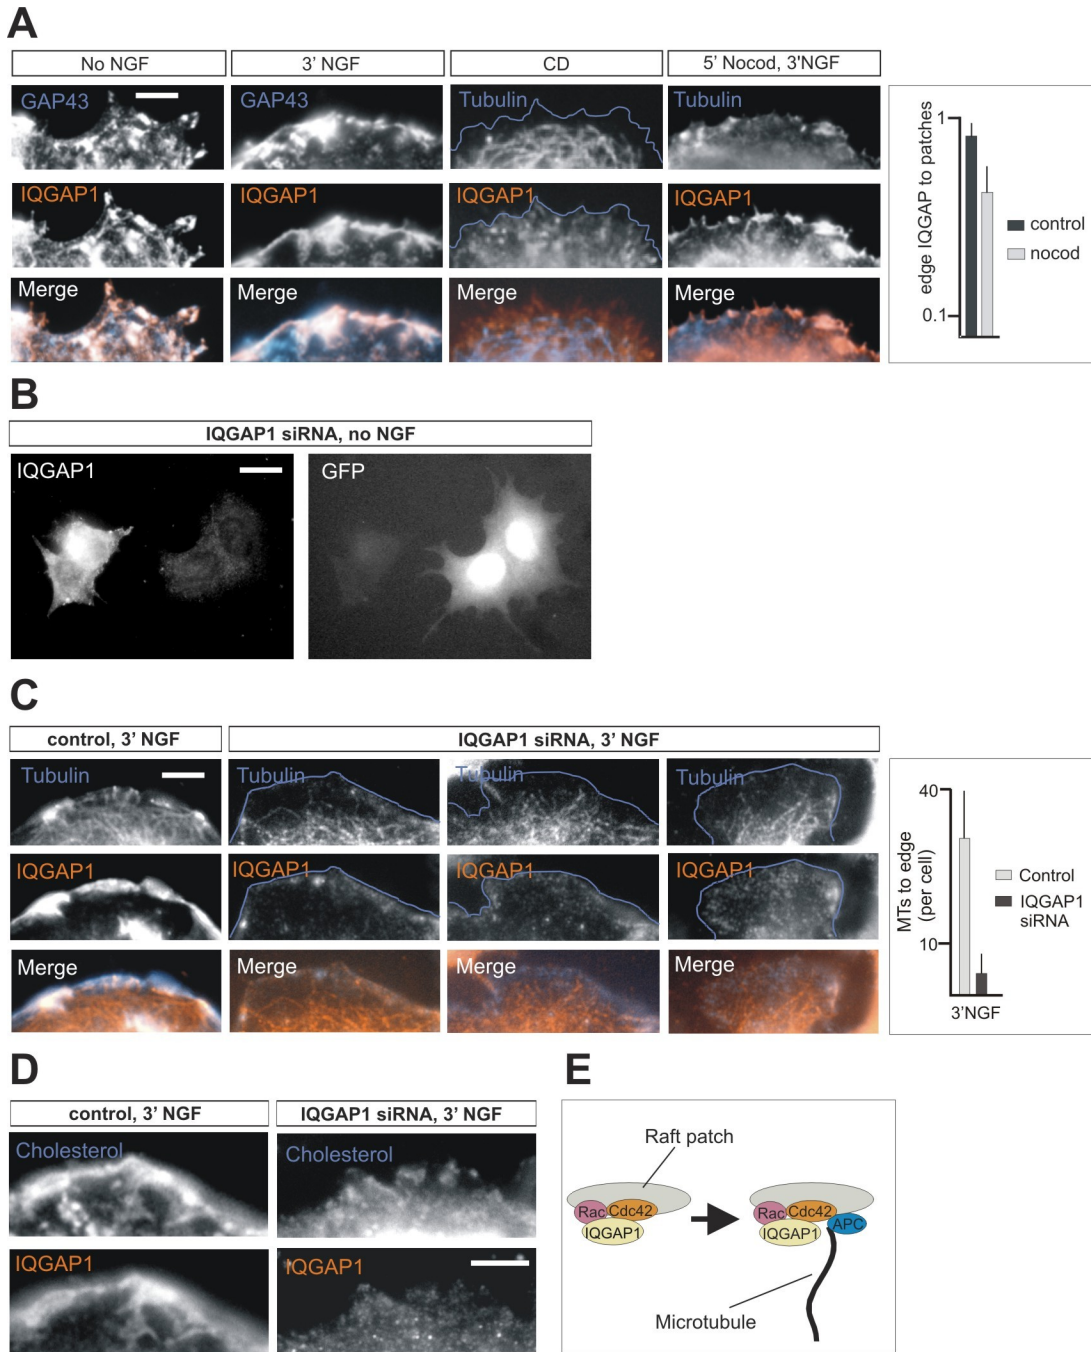 A
No NGF
3' NGF
CD
5' Nocod, 3'NGF
GAP43
GAP43
Tubulin
Tubulin
IQGAP1
IQGAP1
IQGAP1
IQGAP1
Merge
Merge
Merge
Merge
edge IQGAP to patches
1
0.1
control
nocod
B
IQGAP1 siRNA, no NGF
IQGAP1
GFP
C
control, 3' NGF
IQGAP1 siRNA, 3' NGF
Tubulin
Tubulin
Tubulin
Tubulin
IQGAP1
IQGAP1
IQGAP1
IQGAP1
Merge
Merge
Merge
Merge
MTs to edge
(per cell)
40
10
3'NGF
Control
IQGAP1
siRNA
D
control, 3' NGF
IQGAP1 siRNA, 3' NGF
Cholesterol
Cholesterol
IQGAP1
IQGAP1
E
Raft patch
Rac
Cdc42
IQGAP1
Rac
Cdc42
IQGAP1
APC
Microtubule